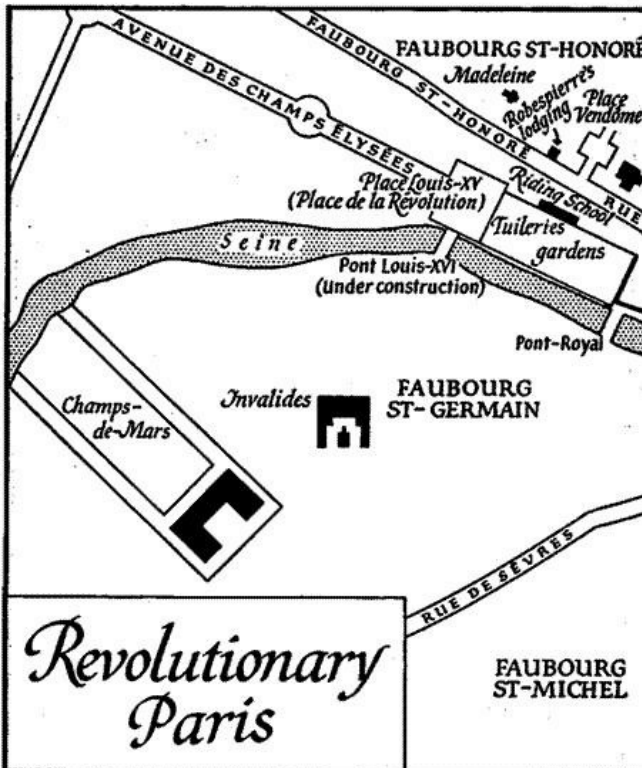 AVENUE DES CHAMPS ÉLYSÉES
FAUBOURG ST-HONORÉ
FAUBOURG ST-HONORÉ
Madeleine
Robespierre's
lodging
Place
Vendôme
RUE
Riding School
Place Louis-XV
(Place de la Révolution)
Tuileries
gardens
Seine
Pont Louis-XVI
(under construction)
Pont-Royal
Champs-
de-Mars
Invalides
FAUBOURG
ST-GERMAIN
RUE DE SÈVRES
Revolutionary
Paris
FAUBOURG
ST-MICHEL